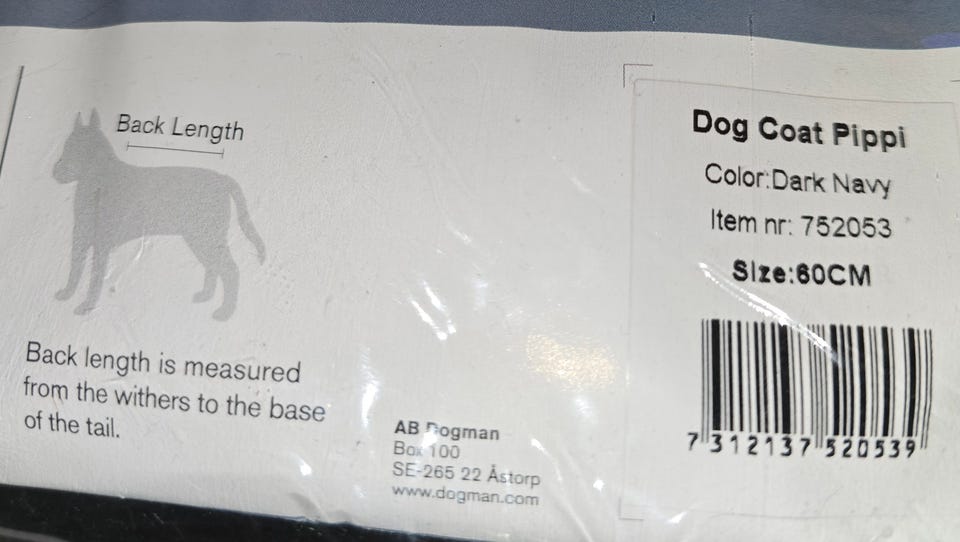 Back Length
Back length is measured
from the withers to the base
of the tail.
AB Dogman
Box 100
SE-265 22 Åstorp
www.dogman.com
Dog Coat Pippi
Color:Dark Navy
Item nr: 752053
Size:60CM
7 312137 520539